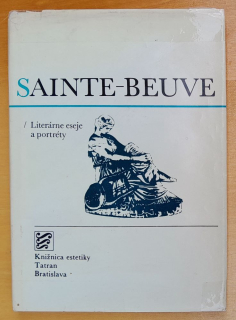 SAINTE-BEUVE
/ Literárne eseje
a portréty
Knižnica estetiky
Tatran
Bratislava